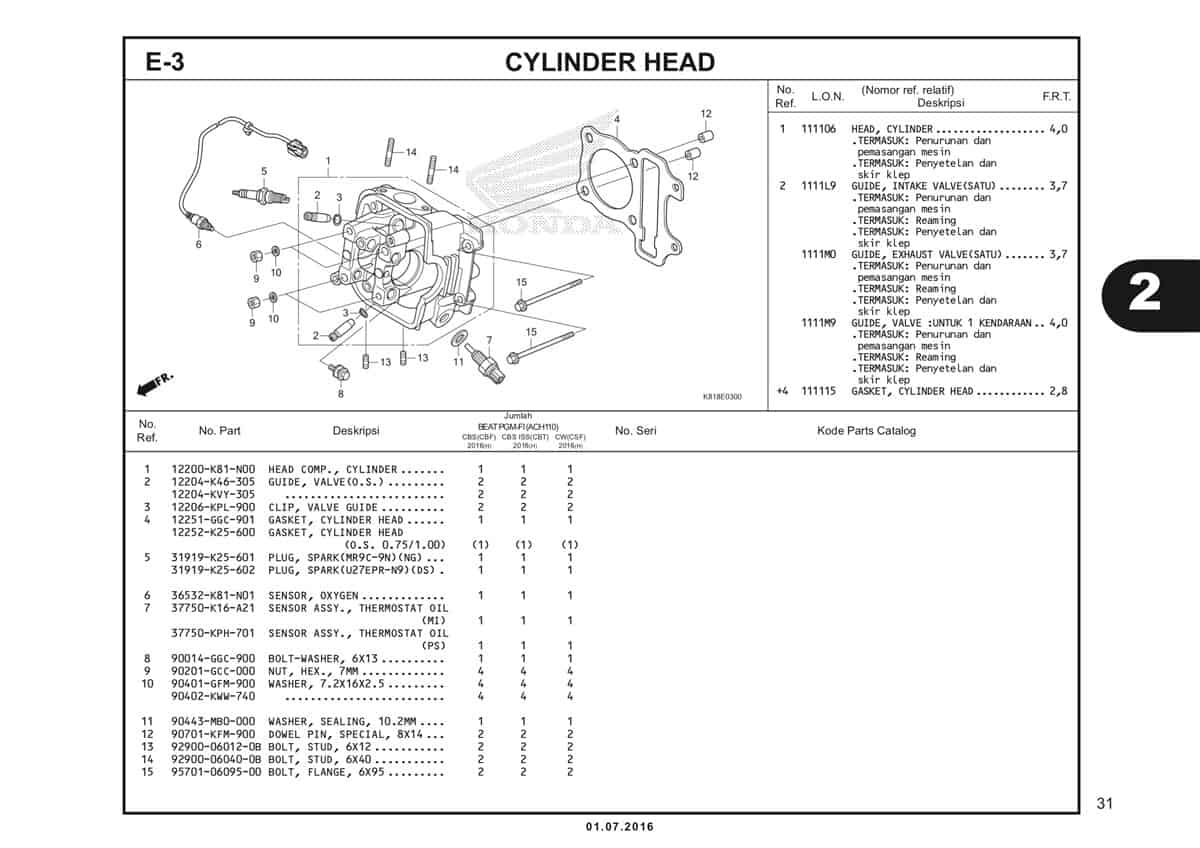 E-3
CYLINDER HEAD
HONDA
1
2
3
4
5
6
7
8
9
10
9
10
11
12
12
13
13
14
14
15
15
2
3
FR.
K818E0300
No. Ref. L.O.N. (Nomor ref. relatif) Deskripsi F.R.T.
1 111106 HEAD, CYLINDER ................... 4,0
.TERMASUK: Penurunan dan
pemasangan mesin
.TERMASUK: Penyetelan dan
skir klep
2 1111L9 GUIDE, INTAKE VALVE(SATU) ........ 3,7
.TERMASUK: Penurunan dan
pemasangan mesin
.TERMASUK: Reaming
.TERMASUK: Penyetelan dan
skir klep
1111M0 GUIDE, EXHAUST VALVE(SATU) ....... 3,7
.TERMASUK: Penurunan dan
pemasangan mesin
.TERMASUK: Reaming
.TERMASUK: Penyetelan dan
skir klep
1111M9 GUIDE, VALVE :UNTUK 1 KENDARAAN .. 4,0
.TERMASUK: Penurunan dan
pemasangan mesin
.TERMASUK: Reaming
.TERMASUK: Penyetelan dan
skir klep
+4 111115 GASKET, CYLINDER HEAD ............ 2,8
2
No. Ref. No. Part Deskripsi Jumlah No. Seri Kode Parts Catalog
BEAT PGM-FI(ACH110)
CBS(CBF) CBS ISS(CBT) CW(CSF)
2016(H) 2016(H) 2016(H)
1 12200-K81-N00 HEAD COMP., CYLINDER ....... 1 1 1
2 12204-K46-305 GUIDE, VALVE(O.S.) ......... 2 2 2
12204-KVY-305 ......................... 2 2 2
3 12206-KPL-900 CLIP, VALVE GUIDE .......... 2 2 2
4 12251-GGC-901 GASKET, CYLINDER HEAD ...... 1 1 1
12252-K25-600 GASKET, CYLINDER HEAD
(O.S. 0.75/1.00) (1) (1) (1)
5 31919-K25-601 PLUG, SPARK(MR9C-9N)(NG) ... 1 1 1
31919-K25-602 PLUG, SPARK(U27EPR-N9)(DS) . 1 1 1
6 36532-K81-N01 SENSOR, OXYGEN ............. 1 1 1
7 37750-K16-A21 SENSOR ASSY., THERMOSTAT OIL
(MI) 1 1 1
37750-KPH-701 SENSOR ASSY., THERMOSTAT OIL
(PS) 1 1 1
8 90014-GGC-900 BOLT-WASHER, 6X13 .......... 1 1 1
9 90201-GCC-000 NUT, HEX., 7MM ............. 4 4 4
10 90401-GFM-900 WASHER, 7.2X16X2.5 ......... 4 4 4
90402-KWW-740 ......................... 4 4 4
11 90443-MB0-000 WASHER, SEALING, 10.2MM .... 1 1 1
12 90701-KFM-900 DOWEL PIN, SPECIAL, 8X14 ... 2 2 2
13 92900-06012-0B BOLT, STUD, 6X12 ........... 2 2 2
14 92900-06040-0B BOLT, STUD, 6X40 ........... 2 2 2
15 95701-06095-00 BOLT, FLANGE, 6X95 ......... 2 2 2
31
01.07.2016